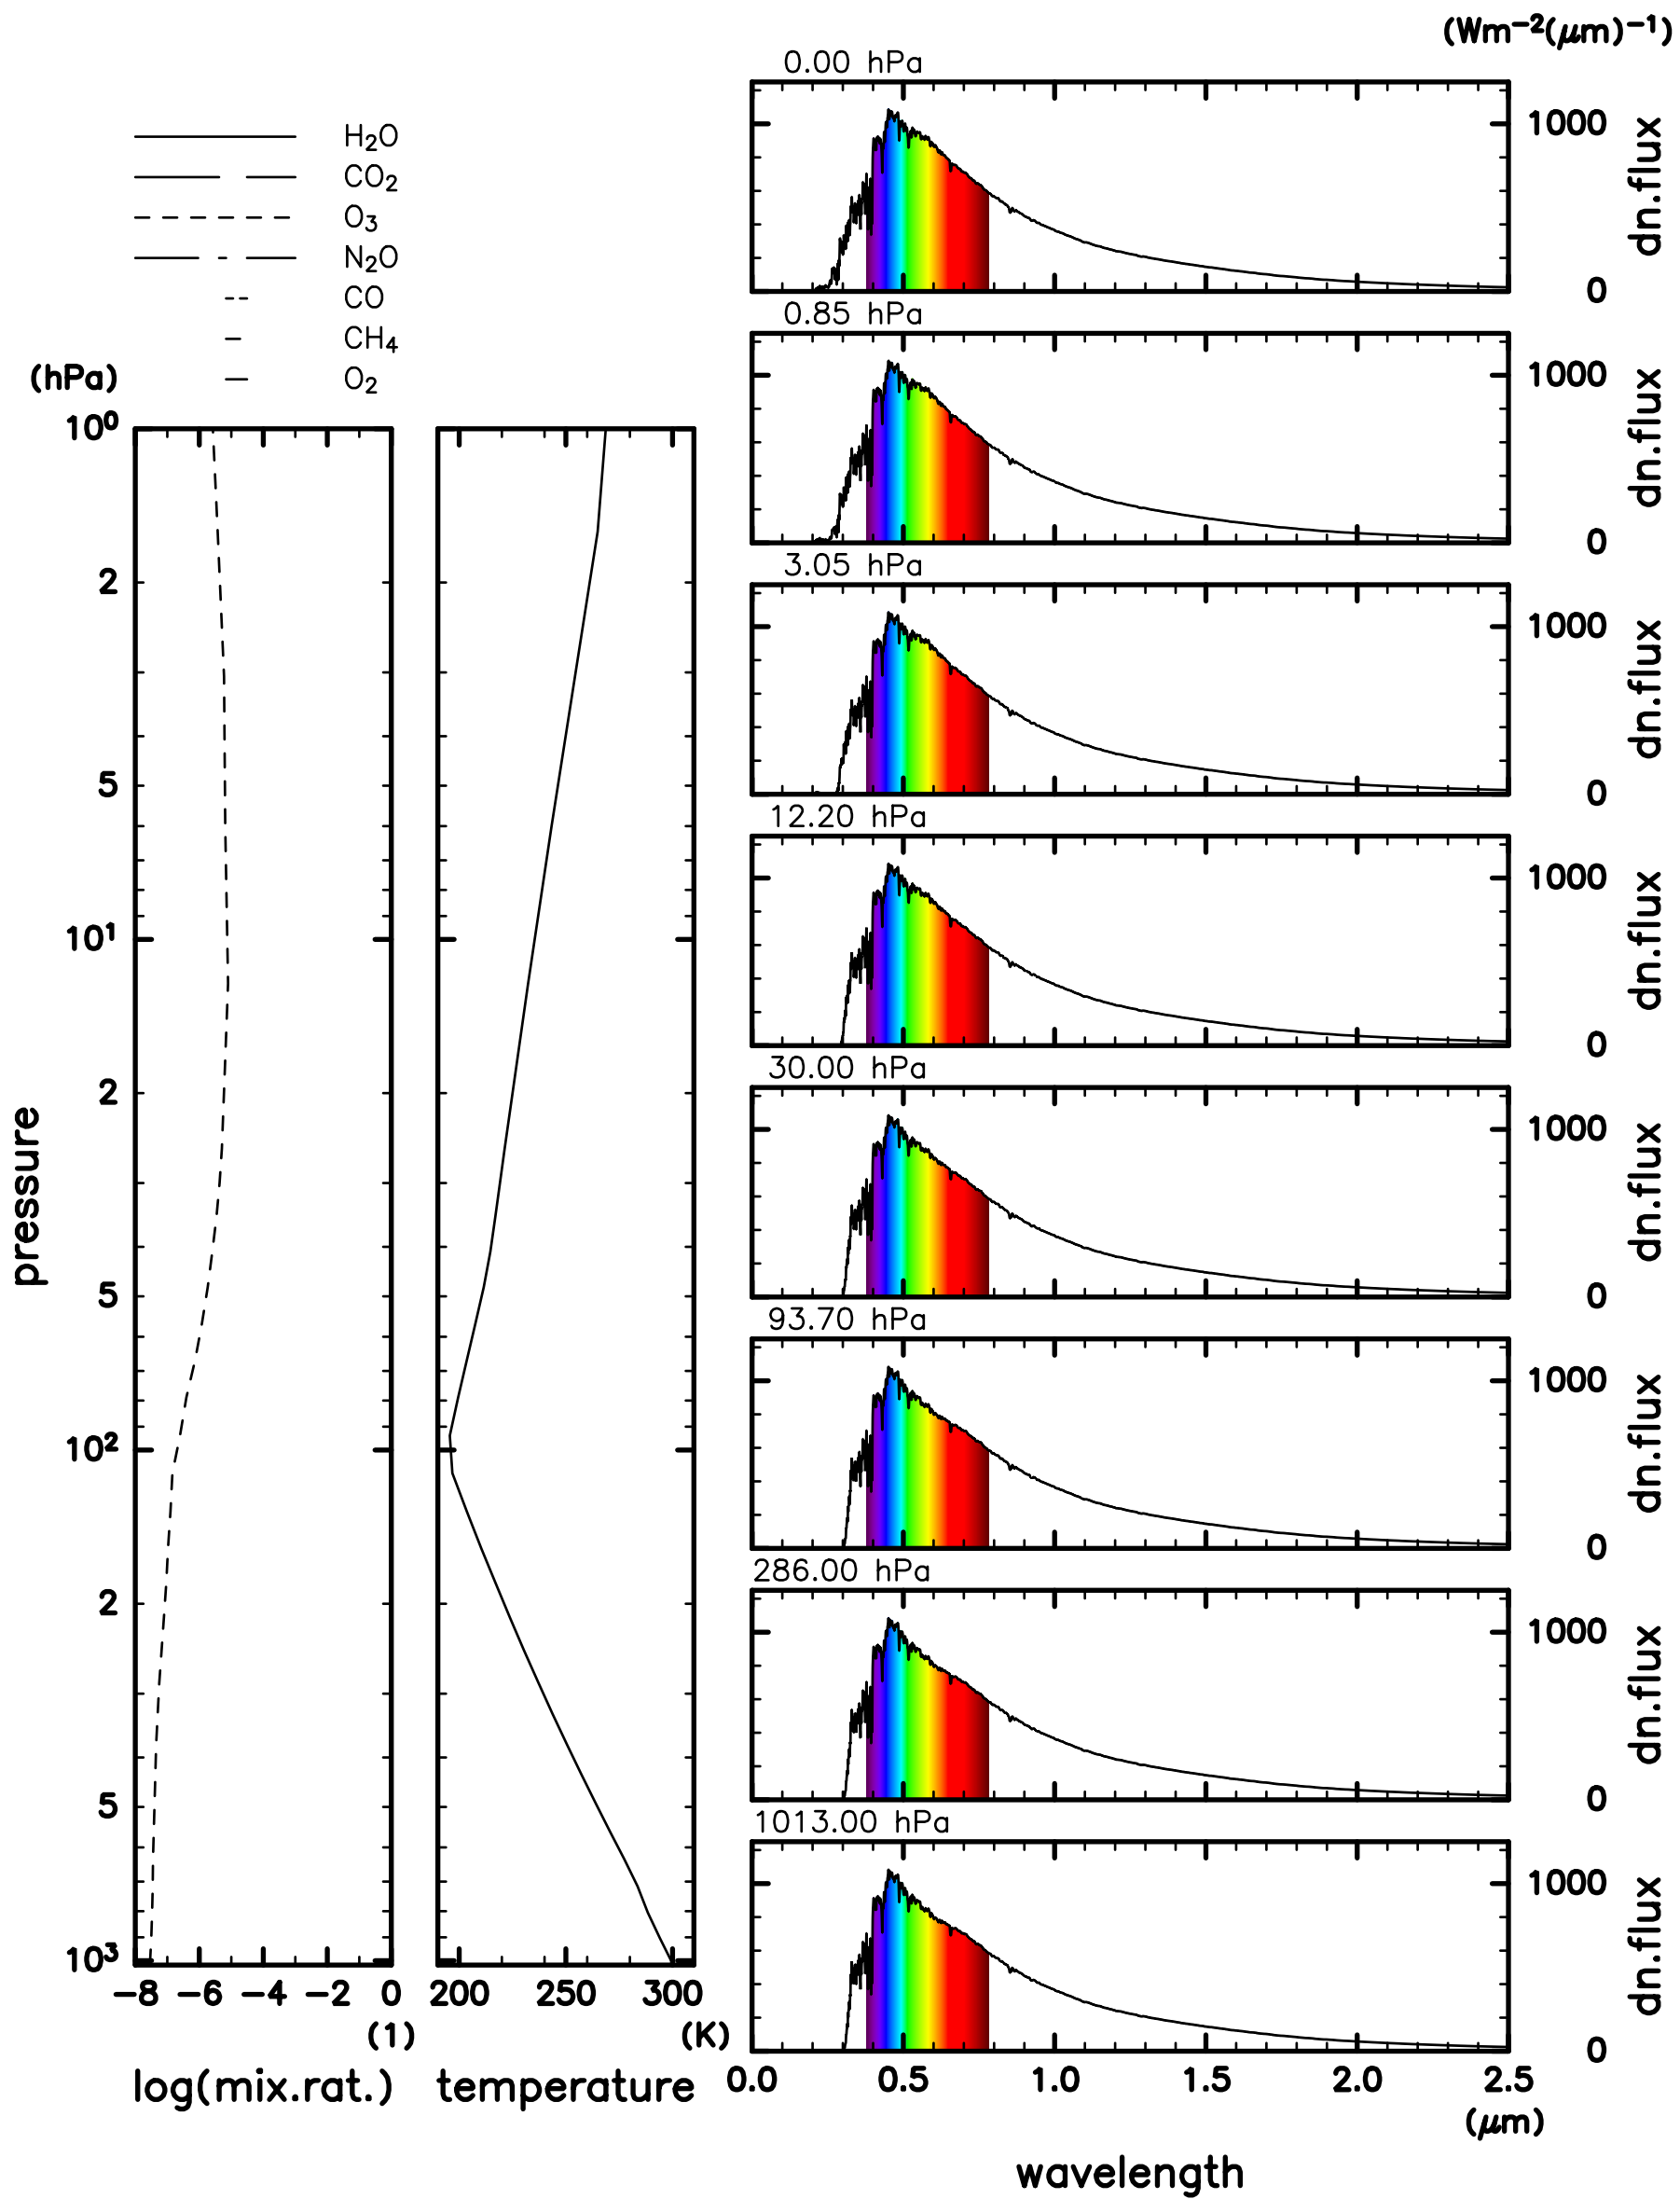 (Wm⁻²(μm)⁻¹)
H₂O
CO₂
O₃
N₂O
CO
CH₄
O₂
(hPa)
10⁰
2
5
10¹
2
5
10²
2
5
10³
pressure
−8 −6 −4 −2 0
(1)
log(mix.rat.)
200 250 300
(K)
temperature
0.00 hPa
1000
0
dn.flux
0.85 hPa
1000
0
dn.flux
3.05 hPa
1000
0
dn.flux
12.20 hPa
1000
0
dn.flux
30.00 hPa
1000
0
dn.flux
93.70 hPa
1000
0
dn.flux
286.00 hPa
1000
0
dn.flux
1013.00 hPa
1000
0
dn.flux
0.0 0.5 1.0 1.5 2.0 2.5
(μm)
wavelength